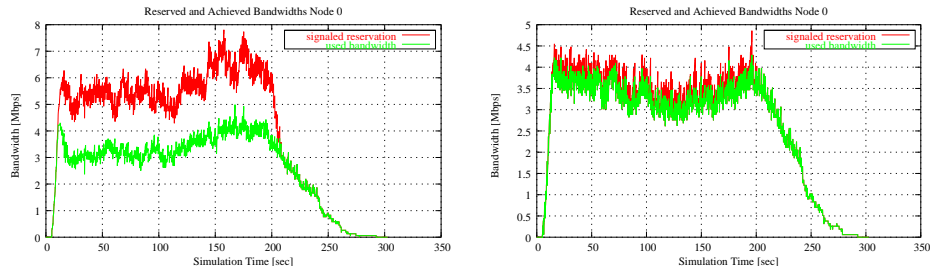 Reserved and Achieved Bandwidths Node 0
8
7
6
5
4
3
2
1
0
Bandwidth [Mbps]
signaled reservation
used bandwidth
0 50 100 150 200 250 300 350
Simulation Time [sec]
Reserved and Achieved Bandwidths Node 0
5
4.5
4
3.5
3
2.5
2
1.5
1
0.5
0
Bandwidth [Mbps]
signaled reservation
used bandwidth
0 50 100 150 200 250 300 350
Simulation Time [sec]